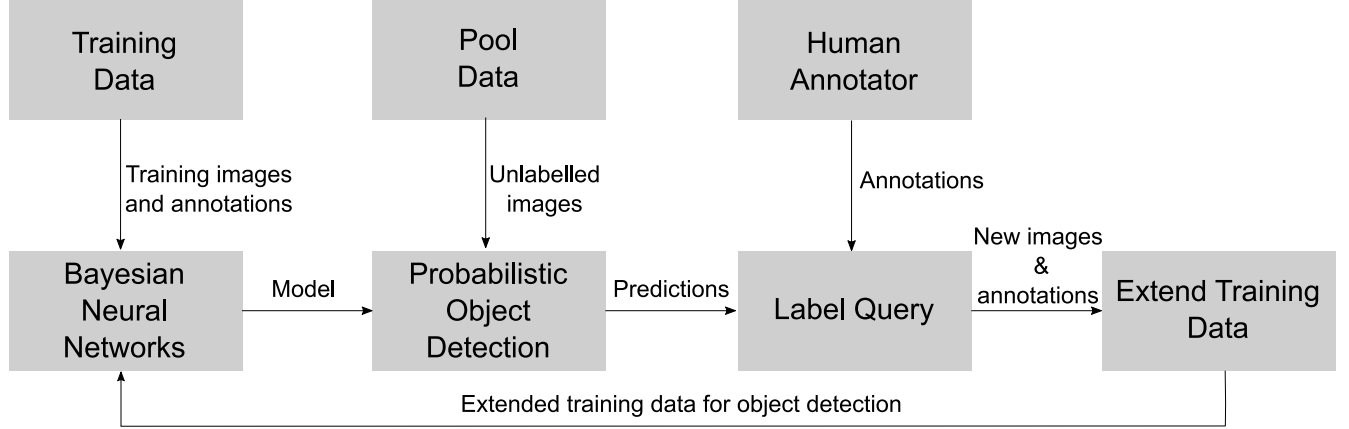 Training
Data
Pool
Data
Human
Annotator
Training images
and annotations
Unlabelled
images
Annotations
New images
&
annotations
Bayesian
Neural
Networks
Model
Probabilistic
Object
Detection
Predictions
Label Query
Extend Training
Data
Extended training data for object detection